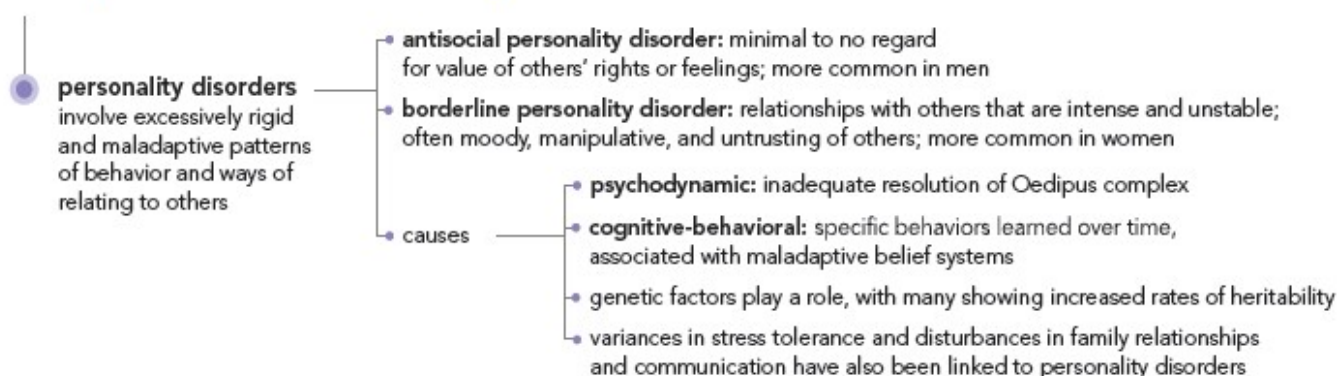 personality disorders
involve excessively rigid
and maladaptive patterns
of behavior and ways of
relating to others
antisocial personality disorder: minimal to no regard
for value of others' rights or feelings; more common in men
borderline personality disorder: relationships with others that are intense and unstable;
often moody, manipulative, and untrusting of others; more common in women
causes
psychodynamic: inadequate resolution of Oedipus complex
cognitive-behavioral: specific behaviors learned over time,
associated with maladaptive belief systems
genetic factors play a role, with many showing increased rates of heritability
variances in stress tolerance and disturbances in family relationships
and communication have also been linked to personality disorders